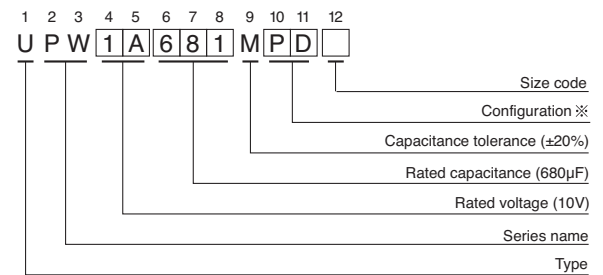 1 2 3 4 5 6 7 8 9 10 11 12
U P W 1 A 6 8 1 M P D
Size code
Configuration ※
Capacitance tolerance (±20%)
Rated capacitance (680µF)
Rated voltage (10V)
Series name
Type